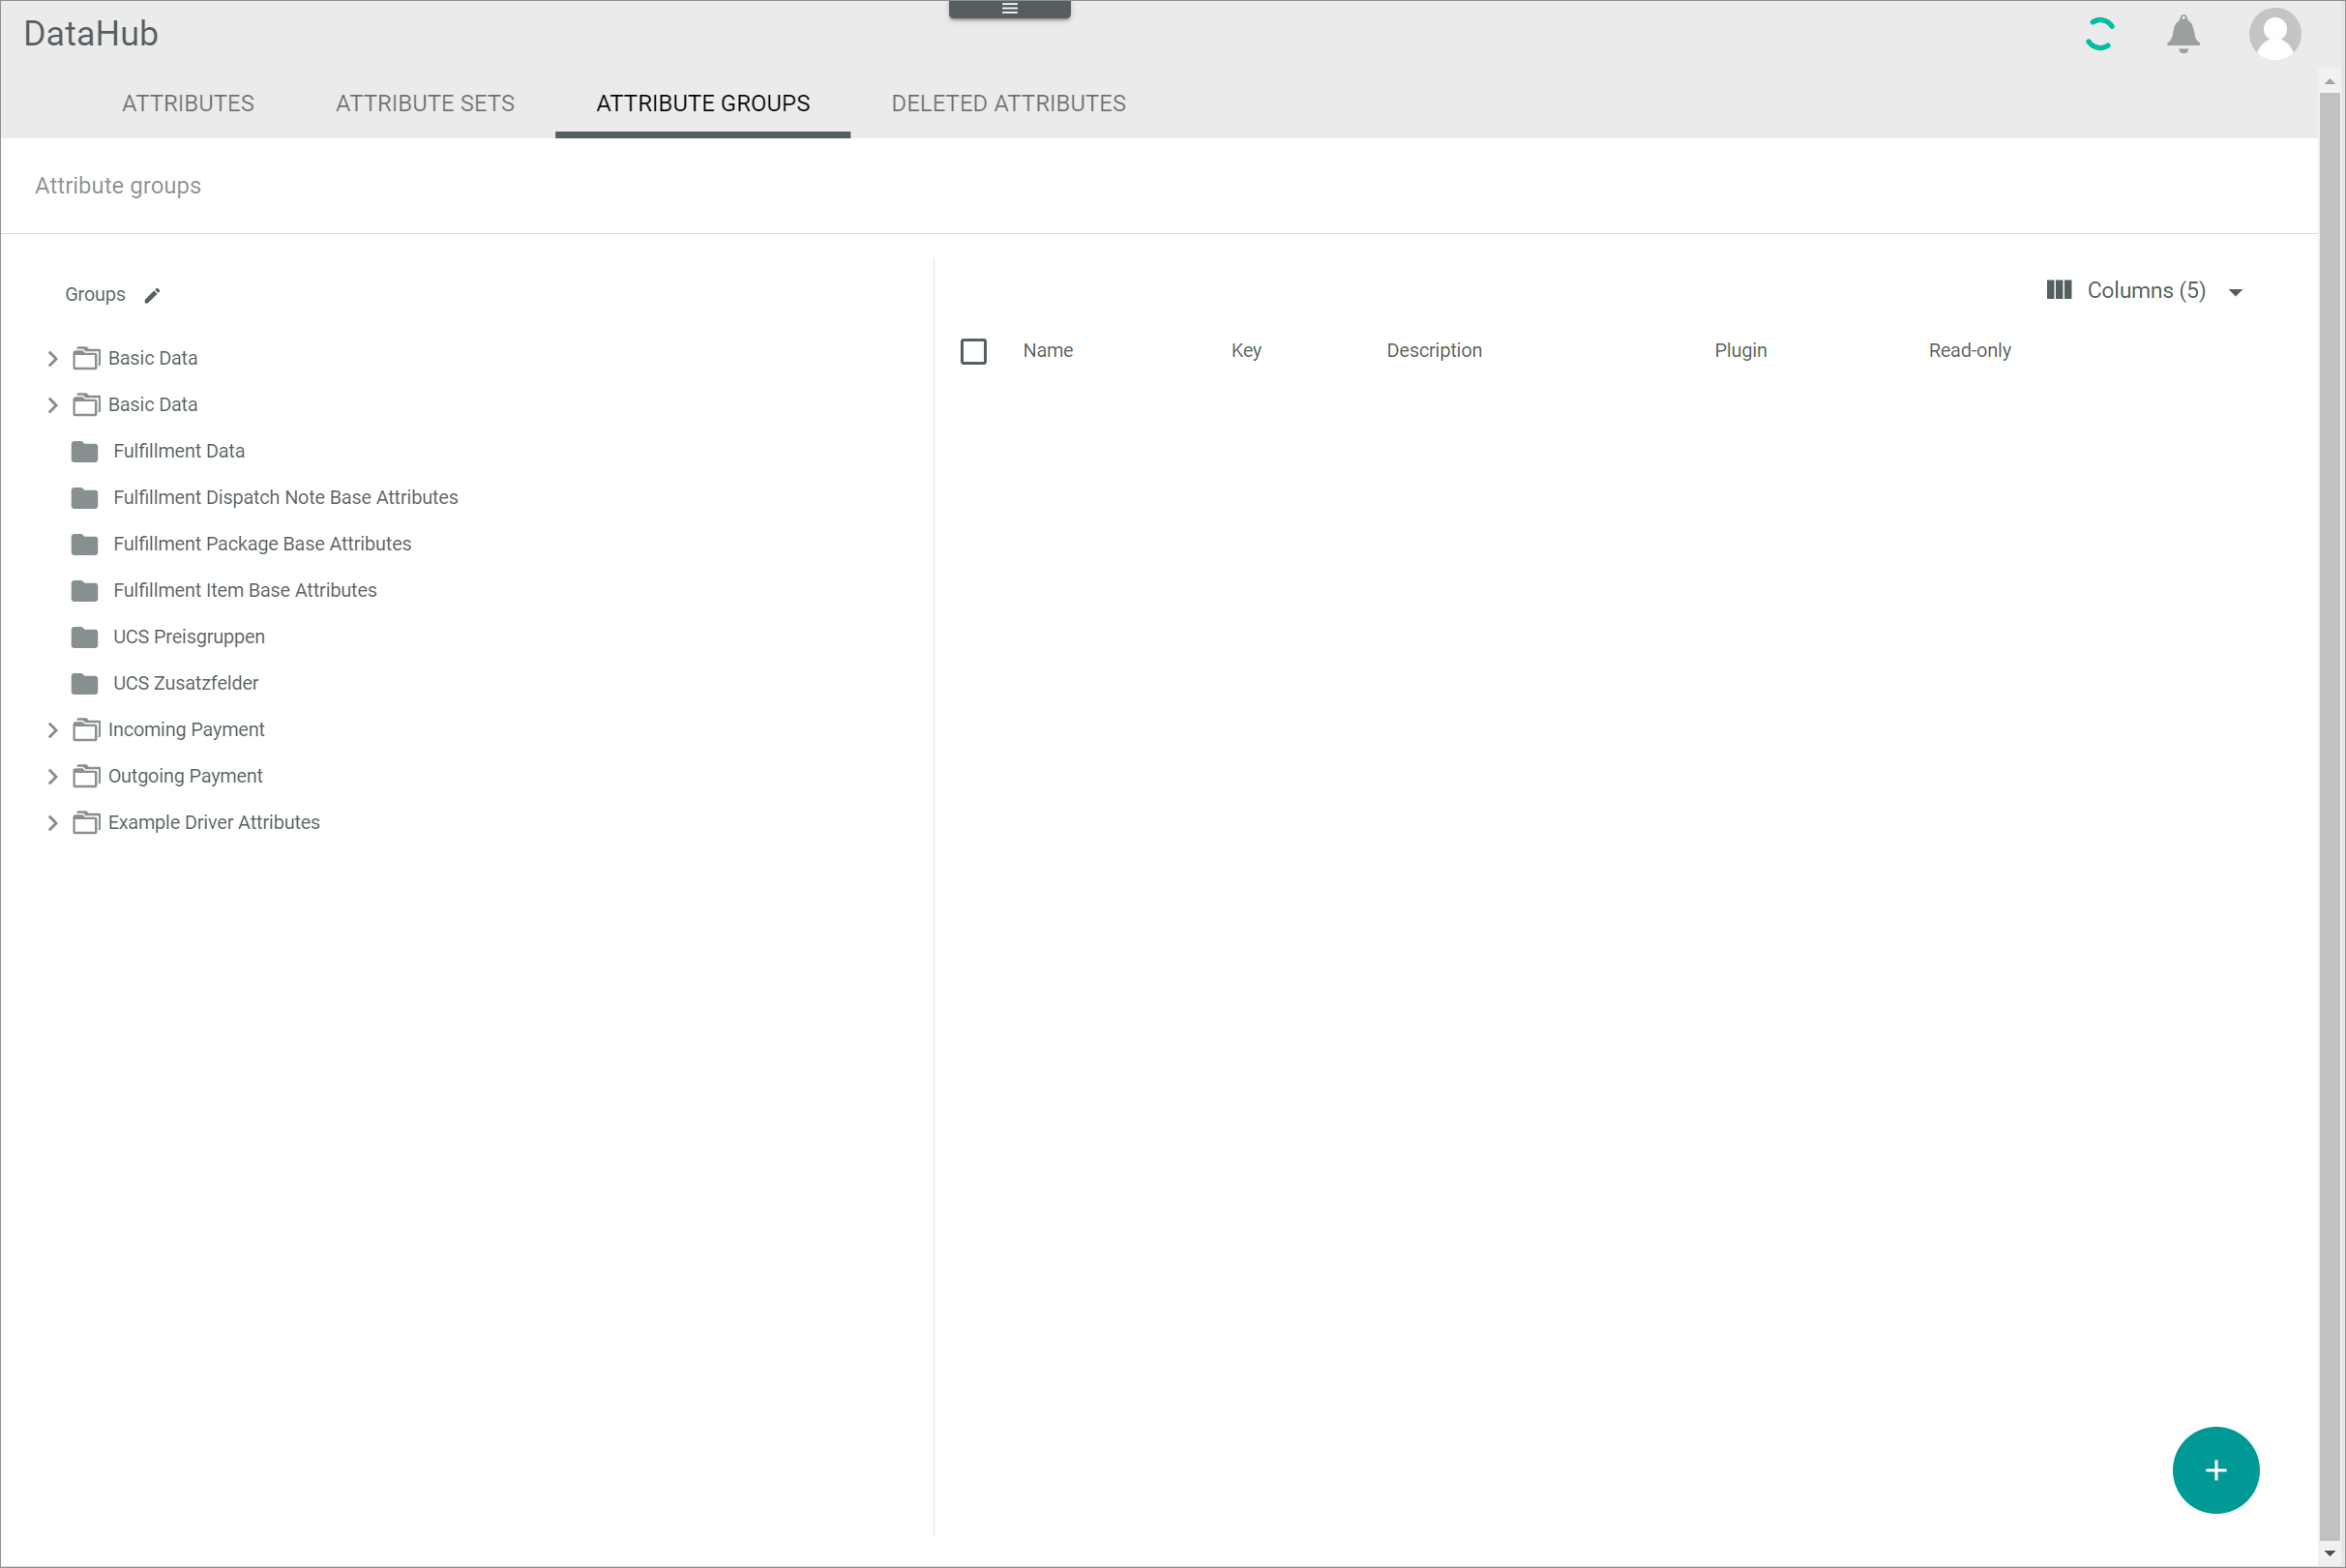 DataHub
ATTRIBUTES ATTRIBUTE SETS ATTRIBUTE GROUPS DELETED ATTRIBUTES
Attribute groups
Groups
Columns (5)
Name Key Description Plugin Read-only
Basic Data
Basic Data
Fulfillment Data
Fulfillment Dispatch Note Base Attributes
Fulfillment Package Base Attributes
Fulfillment Item Base Attributes
UCS Preisgruppen
UCS Zusatzfelder
Incoming Payment
Outgoing Payment
Example Driver Attributes